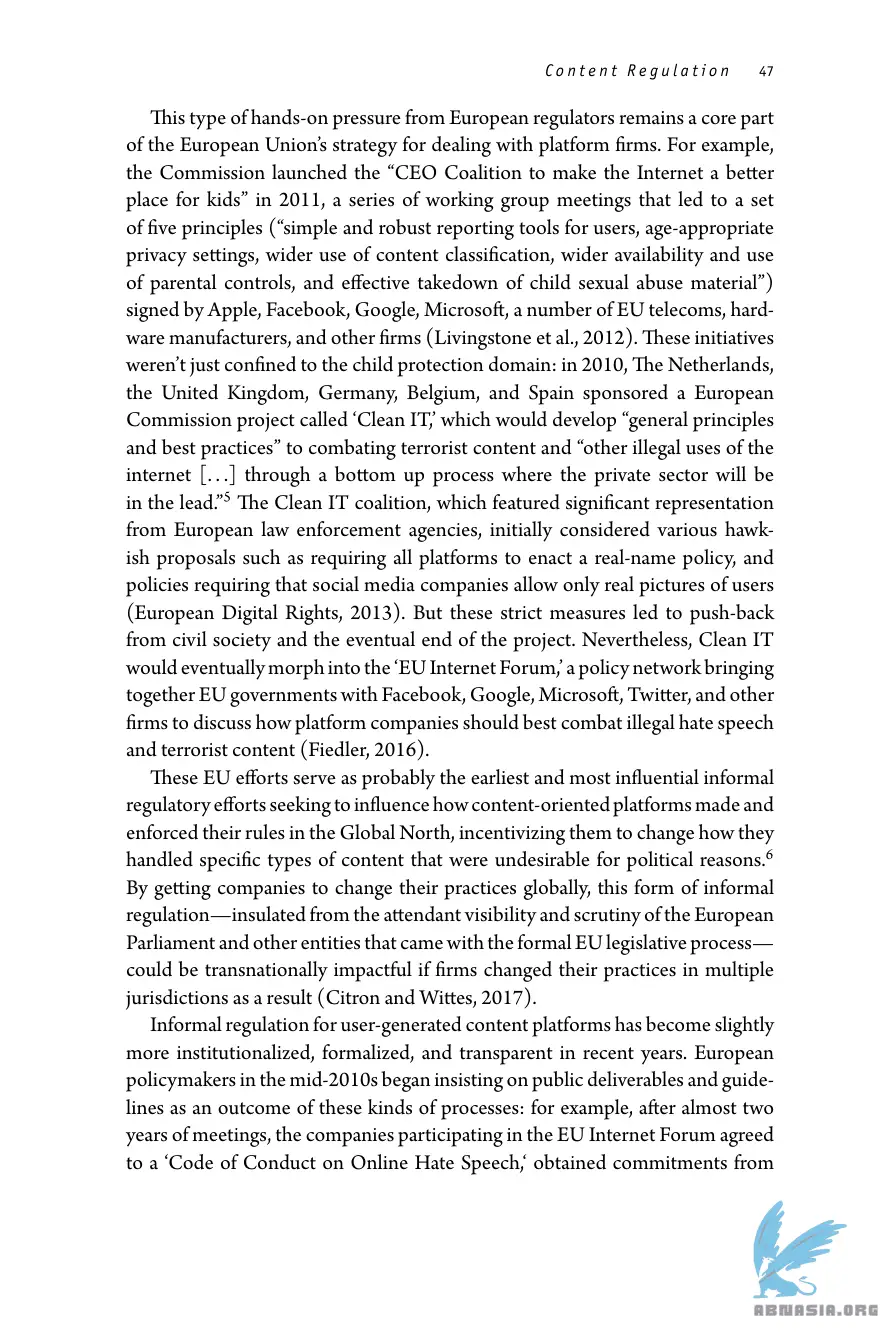 Content Regulation 47
This type of hands-on pressure from European regulators remains a core part
of the European Union’s strategy for dealing with platform firms. For example,
the Commission launched the “CEO Coalition to make the Internet a better
place for kids” in 2011, a series of working group meetings that led to a set
of five principles (“simple and robust reporting tools for users, age-appropriate
privacy settings, wider use of content classification, wider availability and use
of parental controls, and effective takedown of child sexual abuse material”)
signed by Apple, Facebook, Google, Microsoft, a number of EU telecoms, hard-
ware manufacturers, and other firms (Livingstone et al., 2012). These initiatives
weren’t just confined to the child protection domain: in 2010, The Netherlands,
the United Kingdom, Germany, Belgium, and Spain sponsored a European
Commission project called ‘Clean IT,’ which would develop “general principles
and best practices” to combating terrorist content and “other illegal uses of the
internet [. . .] through a bottom up process where the private sector will be
in the lead.”5 The Clean IT coalition, which featured significant representation
from European law enforcement agencies, initially considered various hawk-
ish proposals such as requiring all platforms to enact a real-name policy, and
policies requiring that social media companies allow only real pictures of users
(European Digital Rights, 2013). But these strict measures led to push-back
from civil society and the eventual end of the project. Nevertheless, Clean IT
would eventually morph into the ‘EU Internet Forum,’ a policy network bringing
together EU governments with Facebook, Google, Microsoft, Twitter, and other
firms to discuss how platform companies should best combat illegal hate speech
and terrorist content (Fiedler, 2016).
These EU efforts serve as probably the earliest and most influential informal
regulatory efforts seeking to influence how content-oriented platforms made and
enforced their rules in the Global North, incentivizing them to change how they
handled specific types of content that were undesirable for political reasons.6
By getting companies to change their practices globally, this form of informal
regulation—insulated from the attendant visibility and scrutiny of the European
Parliament and other entities that came with the formal EU legislative process—
could be transnationally impactful if firms changed their practices in multiple
jurisdictions as a result (Citron and Wittes, 2017).
Informal regulation for user-generated content platforms has become slightly
more institutionalized, formalized, and transparent in recent years. European
policymakers in the mid-2010s began insisting on public deliverables and guide-
lines as an outcome of these kinds of processes: for example, after almost two
years of meetings, the companies participating in the EU Internet Forum agreed
to a ‘Code of Conduct on Online Hate Speech,‘ obtained commitments from
ABNASIA.ORG